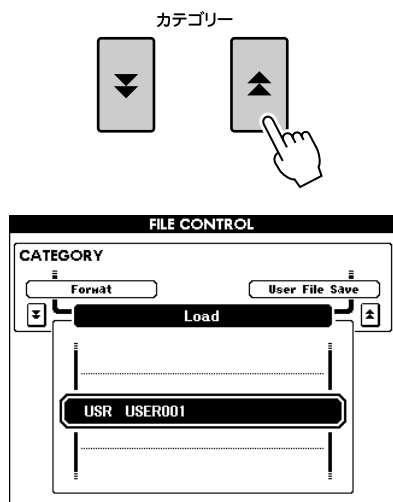 カテゴリー
FILE CONTROL
CATEGORY
Format User File Save
Load
USR USER001